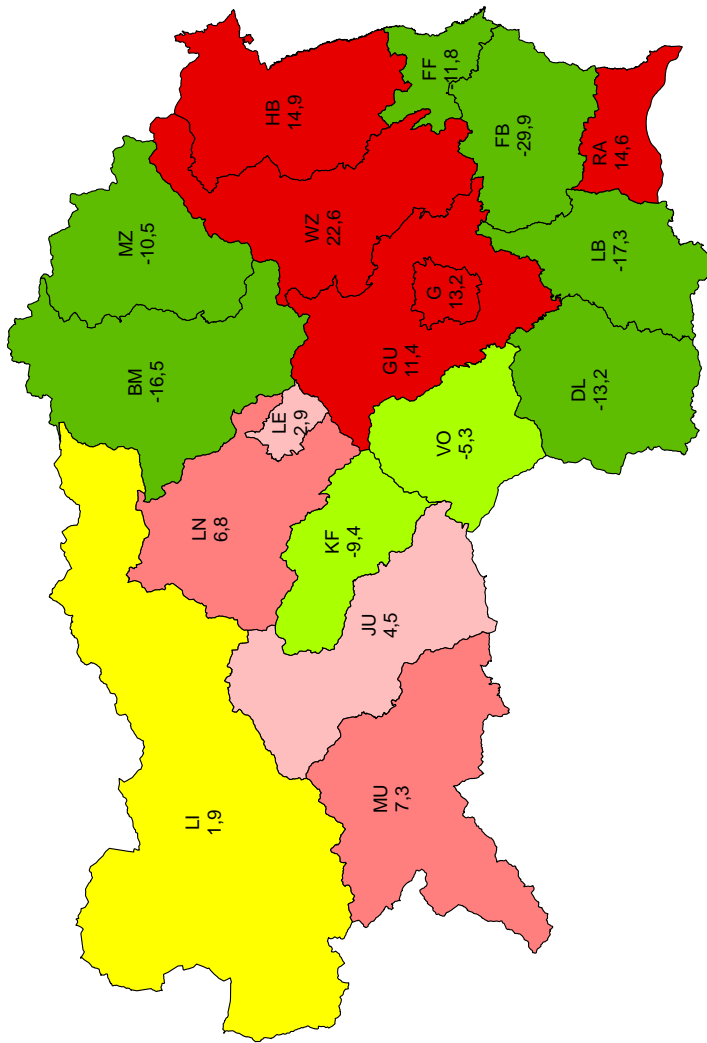 MZ
-10,5
BM
-16,5
LI
1,9
LN
6,8
HB
14,9
LE
2,9
WZ
22,6
KF
-9,4
JU
4,5
MU
7,3
GU
11,4
FF
-11,8
G
13,2
VO
-5,3
FB
-29,9
DL
-13,2
LB
-17,3
RA
14,6